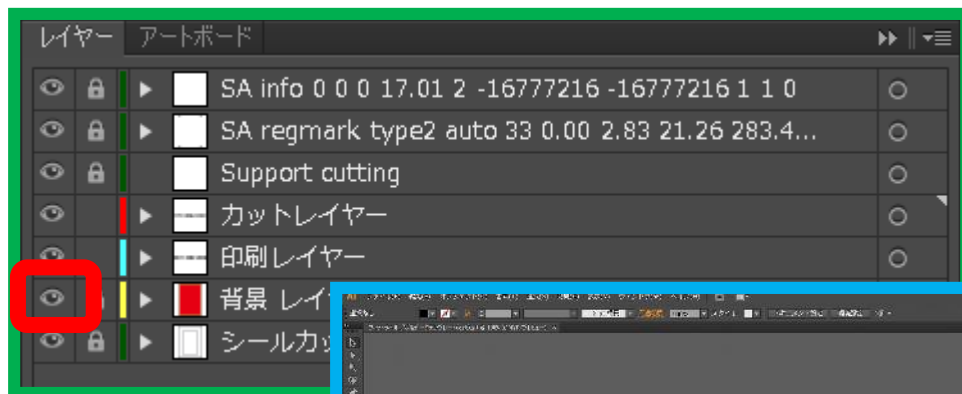 レイヤー アートボード
SA info 0 0 0 17.01 2 -16777216 -16777216 1 1 0
SA regmark type2 auto 33 0.00 2.83 21.26 283.4...
Support cutting
カットレイヤー
印刷レイヤー
背景 レイ
シールカッ